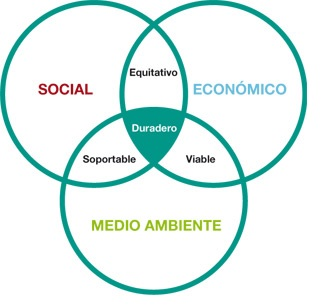 Equitativo
SOCIAL
ECONÓMICO
Duradero
Soportable
Viable
MEDIO AMBIENTE